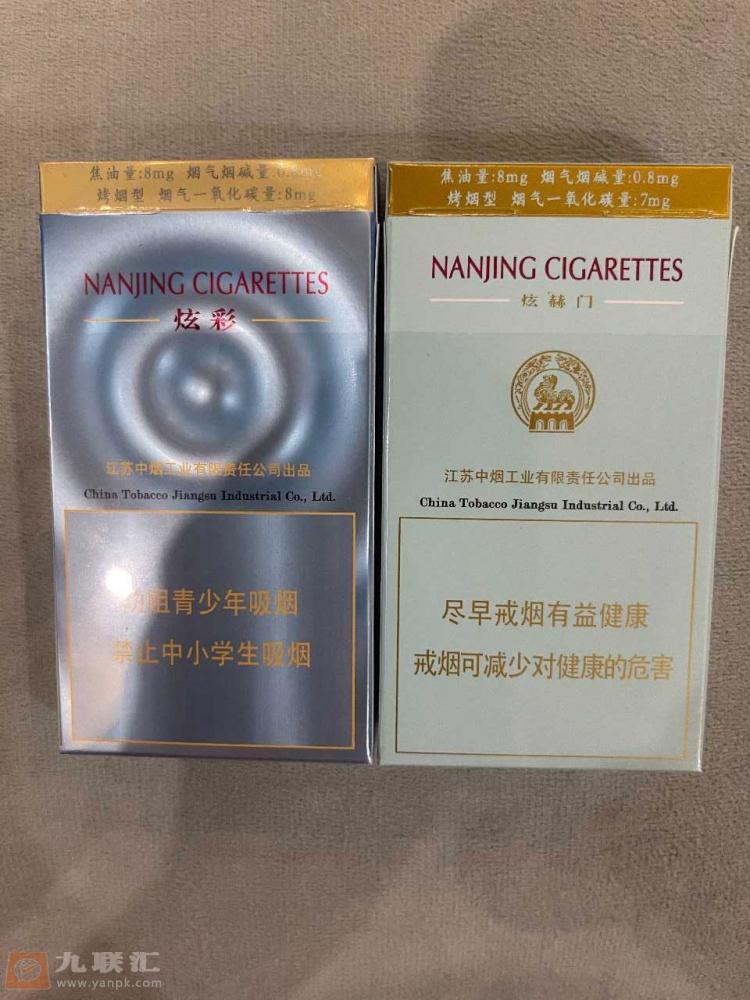 焦油量:8mg 烟气烟碱量:0.8mg
烤烟型 烟气一氧化碳量:8mg
NANJING CIGARETTES
炫彩
江苏中烟工业有限责任公司出品
China Tobacco Jiangsu Industrial Co., Ltd.
劝阻青少年吸烟
禁止中小学生吸烟
焦油量:8mg 烟气烟碱量:0.8mg
烤烟型 烟气一氧化碳量:7mg
NANJING CIGARETTES
炫赫门
江苏中烟工业有限责任公司出品
China Tobacco Jiangsu Industrial Co., Ltd.
尽早戒烟有益健康
戒烟可减少对健康的危害
九联汇
www.yanpk.com